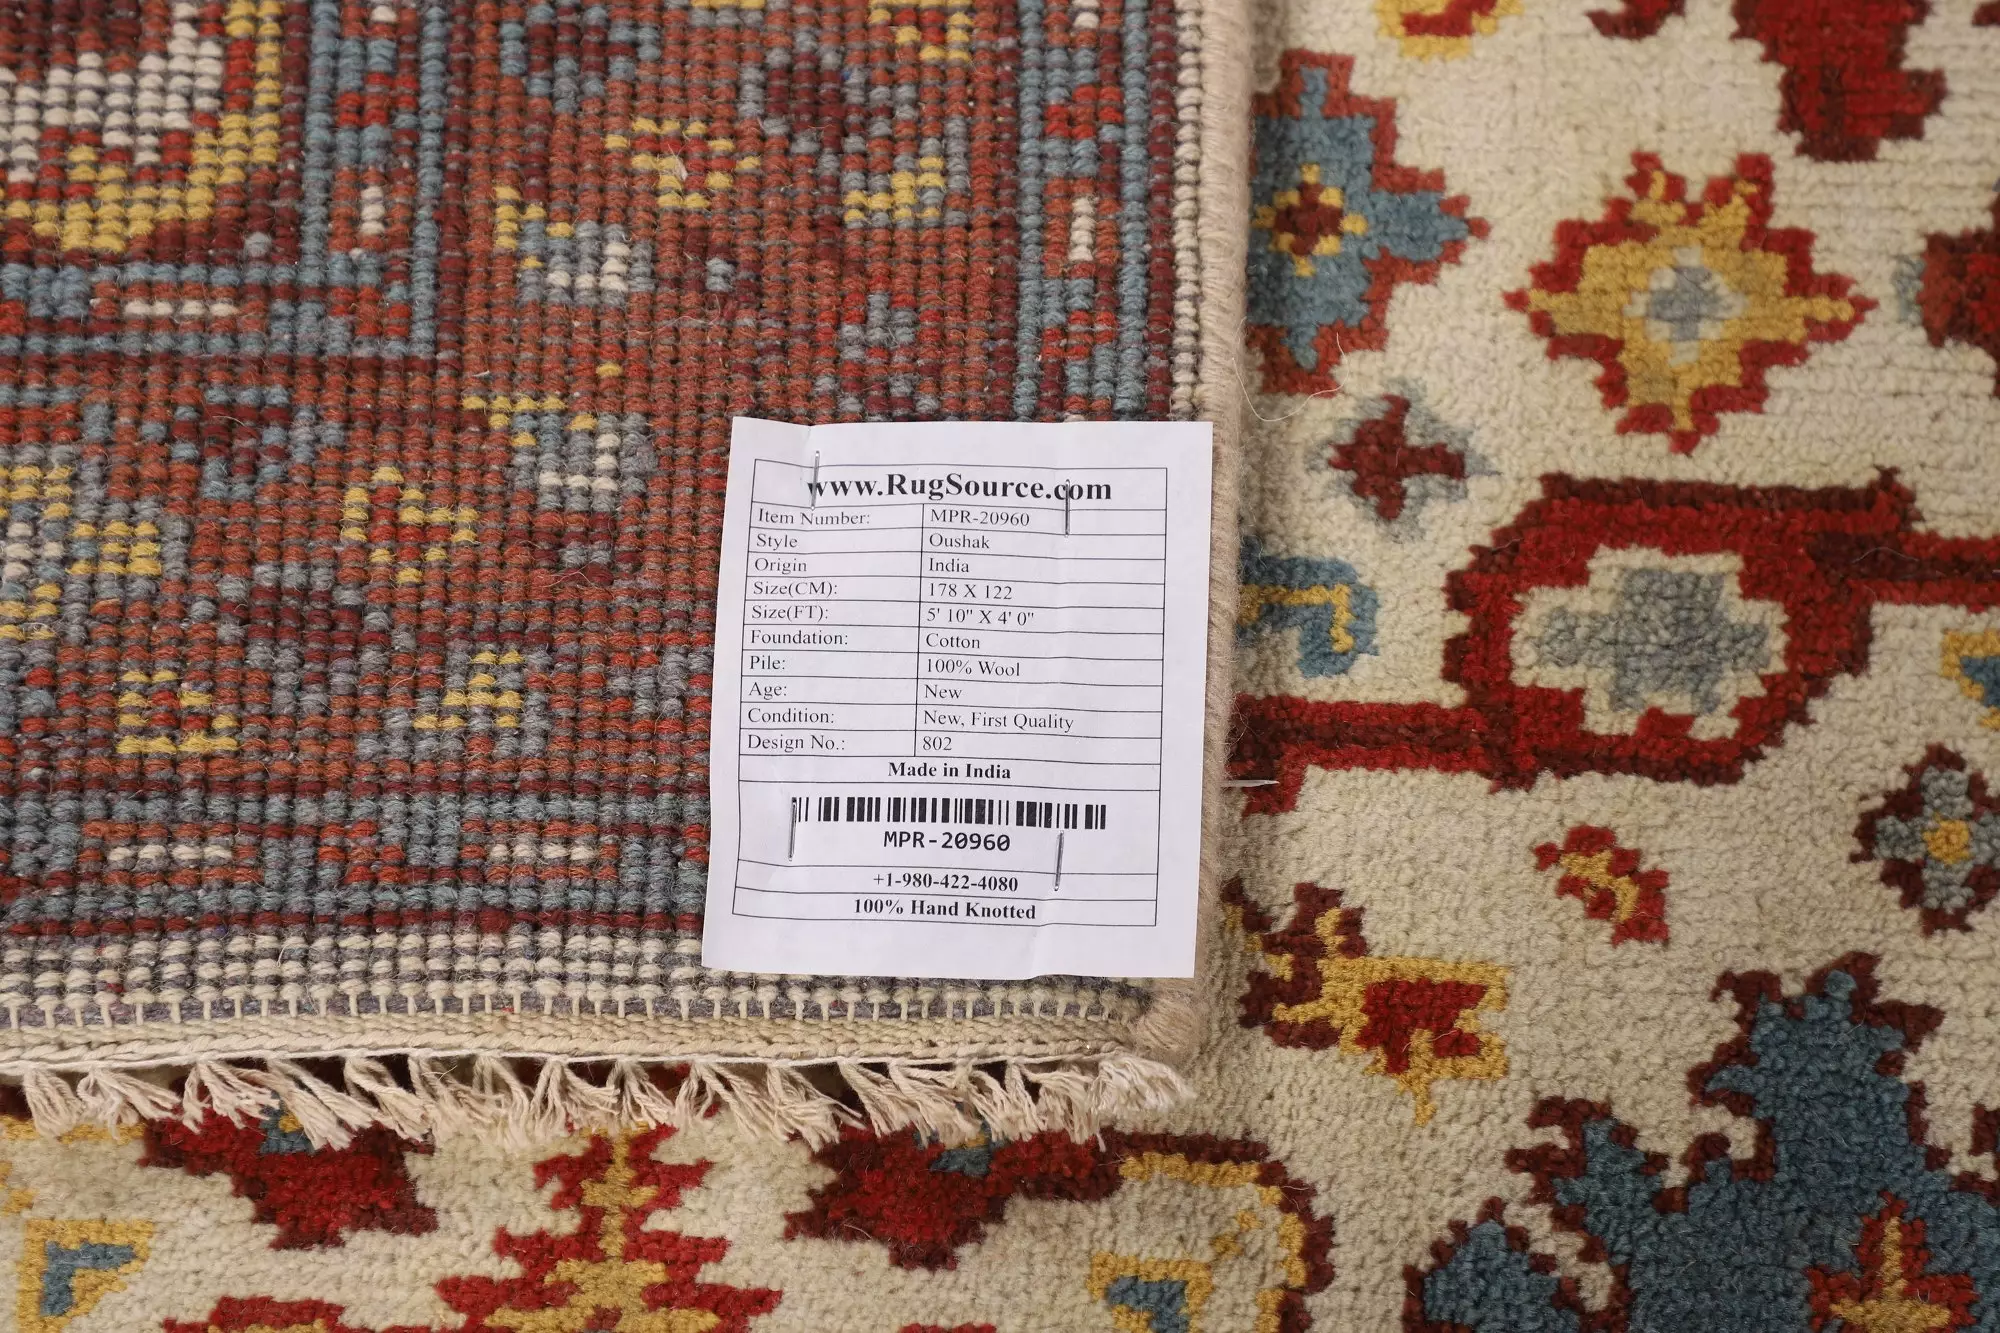 www.RugSource.com
Item Number: MPR-20960
Style Oushak
Origin India
Size(CM): 178 X 122
Size(FT): 5' 10" X 4' 0"
Foundation: Cotton
Pile: 100% Wool
Age: New
Condition: New, First Quality
Design No.: 802
Made in India
MPR-20960
+1-980-422-4080
100% Hand Knotted